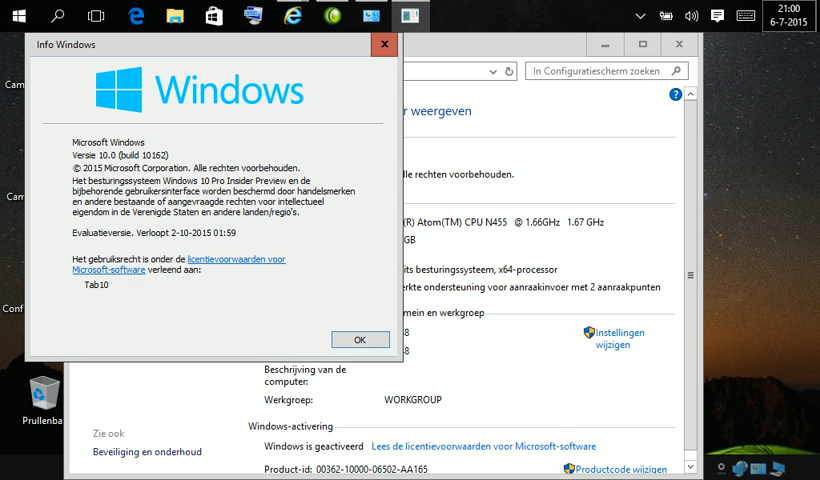 21:00
6-7-2015
Info Windows
Windows
Microsoft Windows
Versie 10.0 (build 10162)
© 2015 Microsoft Corporation. Alle rechten voorbehouden.
Het besturingssysteem Windows 10 Pro Insider Preview en de
bijbehorende gebruikersinterface worden beschermd door handelsmerken
en andere bestaande of aangevraagde rechten voor intellectueel
eigendom in de Verenigde Staten en andere landen/regio's.
Evaluatieversie. Verloopt 2-10-2015 01:59
Het gebruiksrecht is onder de licentievoorwaarden voor
Microsoft-software verleend aan:
Tab10
OK
In Configuratiescherm zoeken
r weergeven
lle rechten voorbehouden.
(R) Atom(TM) CPU N455 @ 1.66GHz 1.67 GHz
GB
its besturingssysteem, x64-processor
erkte ondersteuning voor aanraakinvoer met 2 aanraakpunten
mein en werkgroep
Instellingen
wijzigen
Beschrijving van de
computer:
Werkgroep: WORKGROUP
Windows-activering
Windows is geactiveerd Lees de licentievoorwaarden voor Microsoft-software
Product-id: 00362-10000-06502-AA165
Productcode wijzigen
Zie ook
Beveiliging en onderhoud
Cam
Cam
Conf
Prullenba